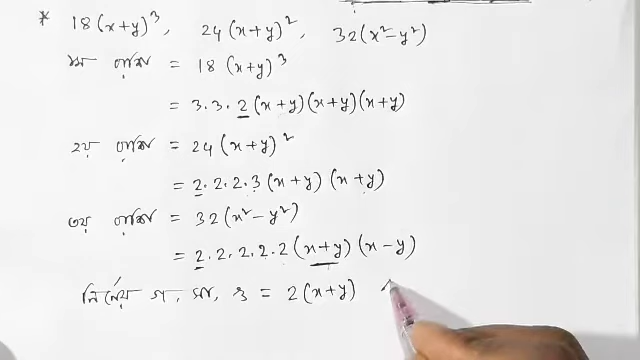 * 18(x+y)³, 24(x+y)², 32(x²-y²)
১ম রাশি = 18(x+y)³
= 3.3.2(x+y)(x+y)(x+y)
২য় রাশি = 24(x+y)²
= 2.2.2.3(x+y)(x+y)
৩য় রাশি = 32(x²-y²)
= 2.2.2.2.2(x+y)(x-y)
নির্ণেয় গ, সা, গু = 2(x+y)